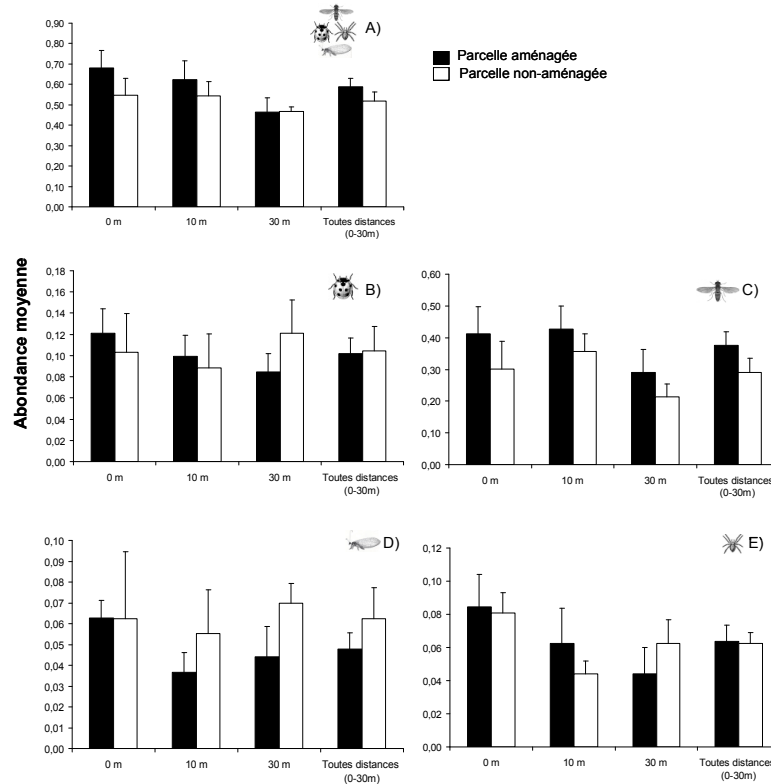 A)
Parcelle aménagée
Parcelle non-aménagée
0,90
0,80
0,70
0,60
0,50
0,40
0,30
0,20
0,10
0,00
0 m
10 m
30 m
Toutes distances
(0-30m)
Abondance moyenne
B)
0,18
0,16
0,14
0,12
0,10
0,08
0,06
0,04
0,02
0,00
0 m
10 m
30 m
Toutes distances
(0-30m)
C)
0,60
0,50
0,40
0,30
0,20
0,10
0,00
0 m
10 m
30 m
Toutes distances
(0-30m)
D)
0,10
0,09
0,08
0,07
0,06
0,05
0,04
0,03
0,02
0,01
0,00
0 m
10 m
30 m
Toutes distances
(0-30m)
E)
0,12
0,10
0,08
0,06
0,04
0,02
0,00
0 m
10 m
30 m
Toutes distances
(0-30m)